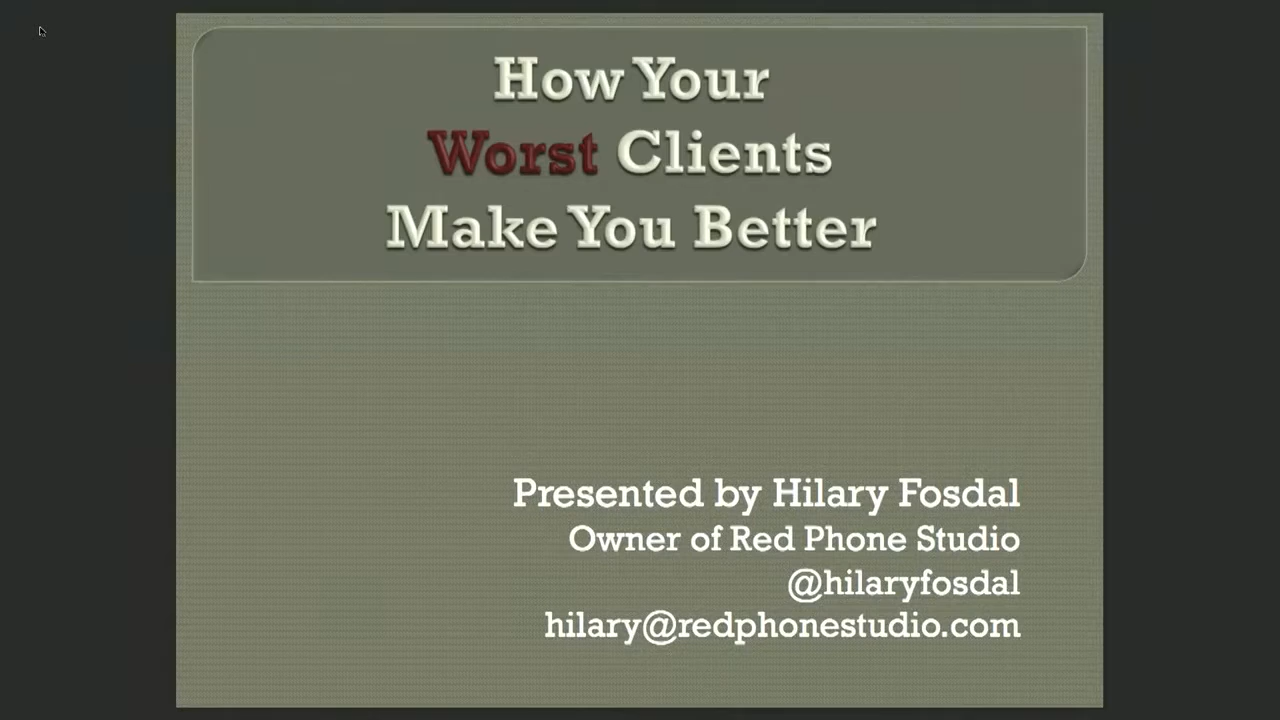 How Your
Worst Clients
Make You Better
Presented by Hilary Fosdal
Owner of Red Phone Studio
@hilaryfosdal
hilary@redphonestudio.com